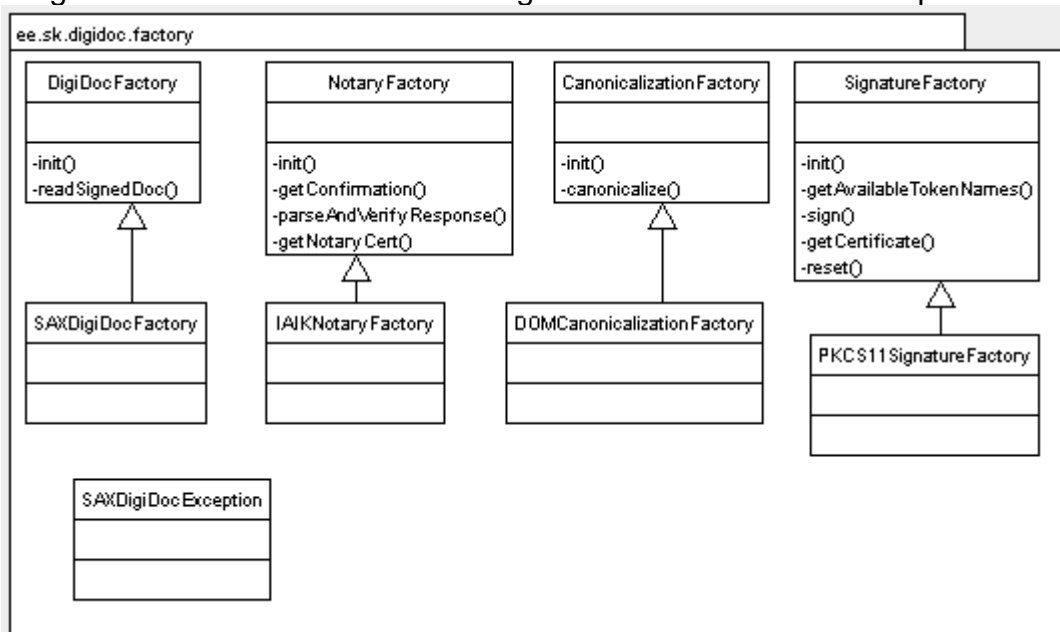 ee.sk.digidoc.factory
DigiDocFactory
-init()
-readSignedDoc()
NotaryFactory
-init()
-getConfirmation()
-parseAndVerifyResponse()
-getNotaryCert()
CanonicalizationFactory
-init()
-canonicalize()
SignatureFactory
-init()
-getAvailableTokenNames()
-sign()
-getCertificate()
-reset()
SAXDigiDocFactory
IAIKNotaryFactory
DOMCanonicalizationFactory
PKCS11SignatureFactory
SAXDigiDocException